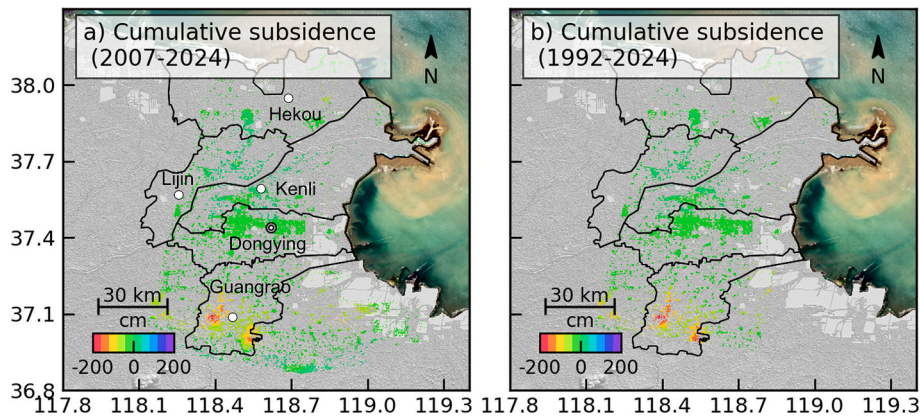 a) Cumulative subsidence
(2007-2024)
N
b) Cumulative subsidence
(1992-2024)
N
38.0
37.7
37.4
37.1
36.8
Hekou
Lijin
Kenli
Dongying
Guangrao
30 km
cm
-200 0 200
30 km
cm
-200 0 200
117.8 118.1 118.4 118.7 119.0 119.3
117.8 118.1 118.4 118.7 119.0 119.3